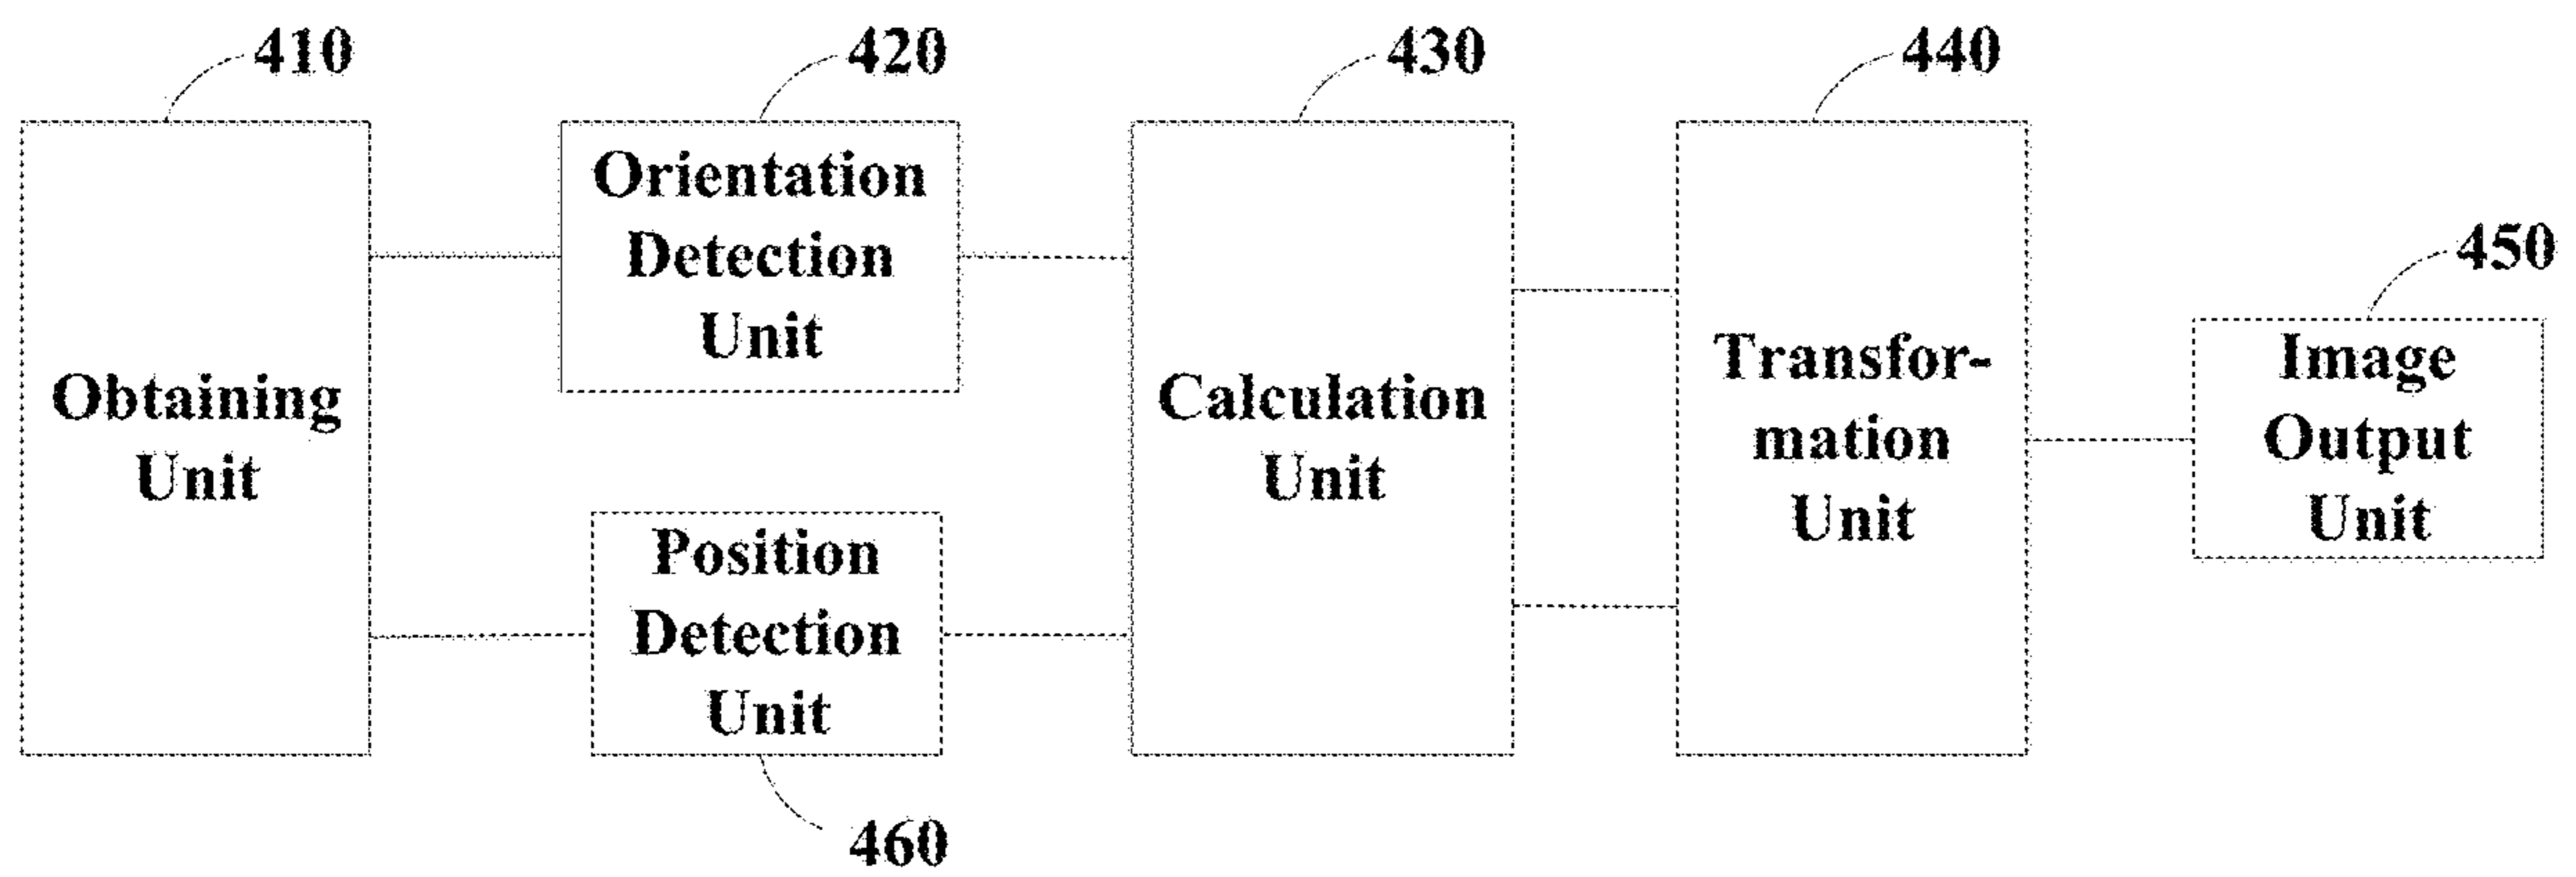 410
420
430
440
450
Obtaining
Unit
Orientation
Detection
Unit
Position
Detection
Unit
460
Calculation
Unit
Transfor-
mation
Unit
Image
Output
Unit